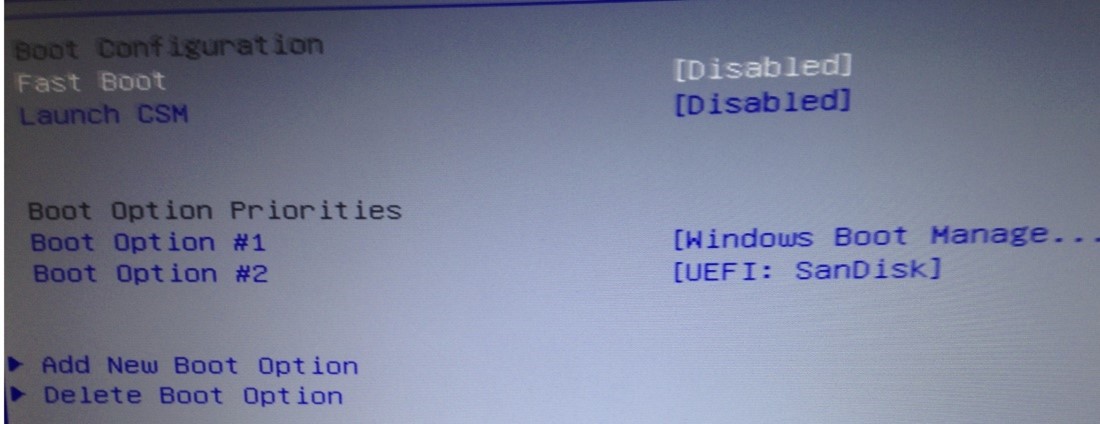 Boot Configuration
Fast Boot [Disabled]
Launch CSM [Disabled]
Boot Option Priorities
Boot Option #1 [Windows Boot Manage...
Boot Option #2 [UEFI: SanDisk]
▶ Add New Boot Option
▶ Delete Boot Option